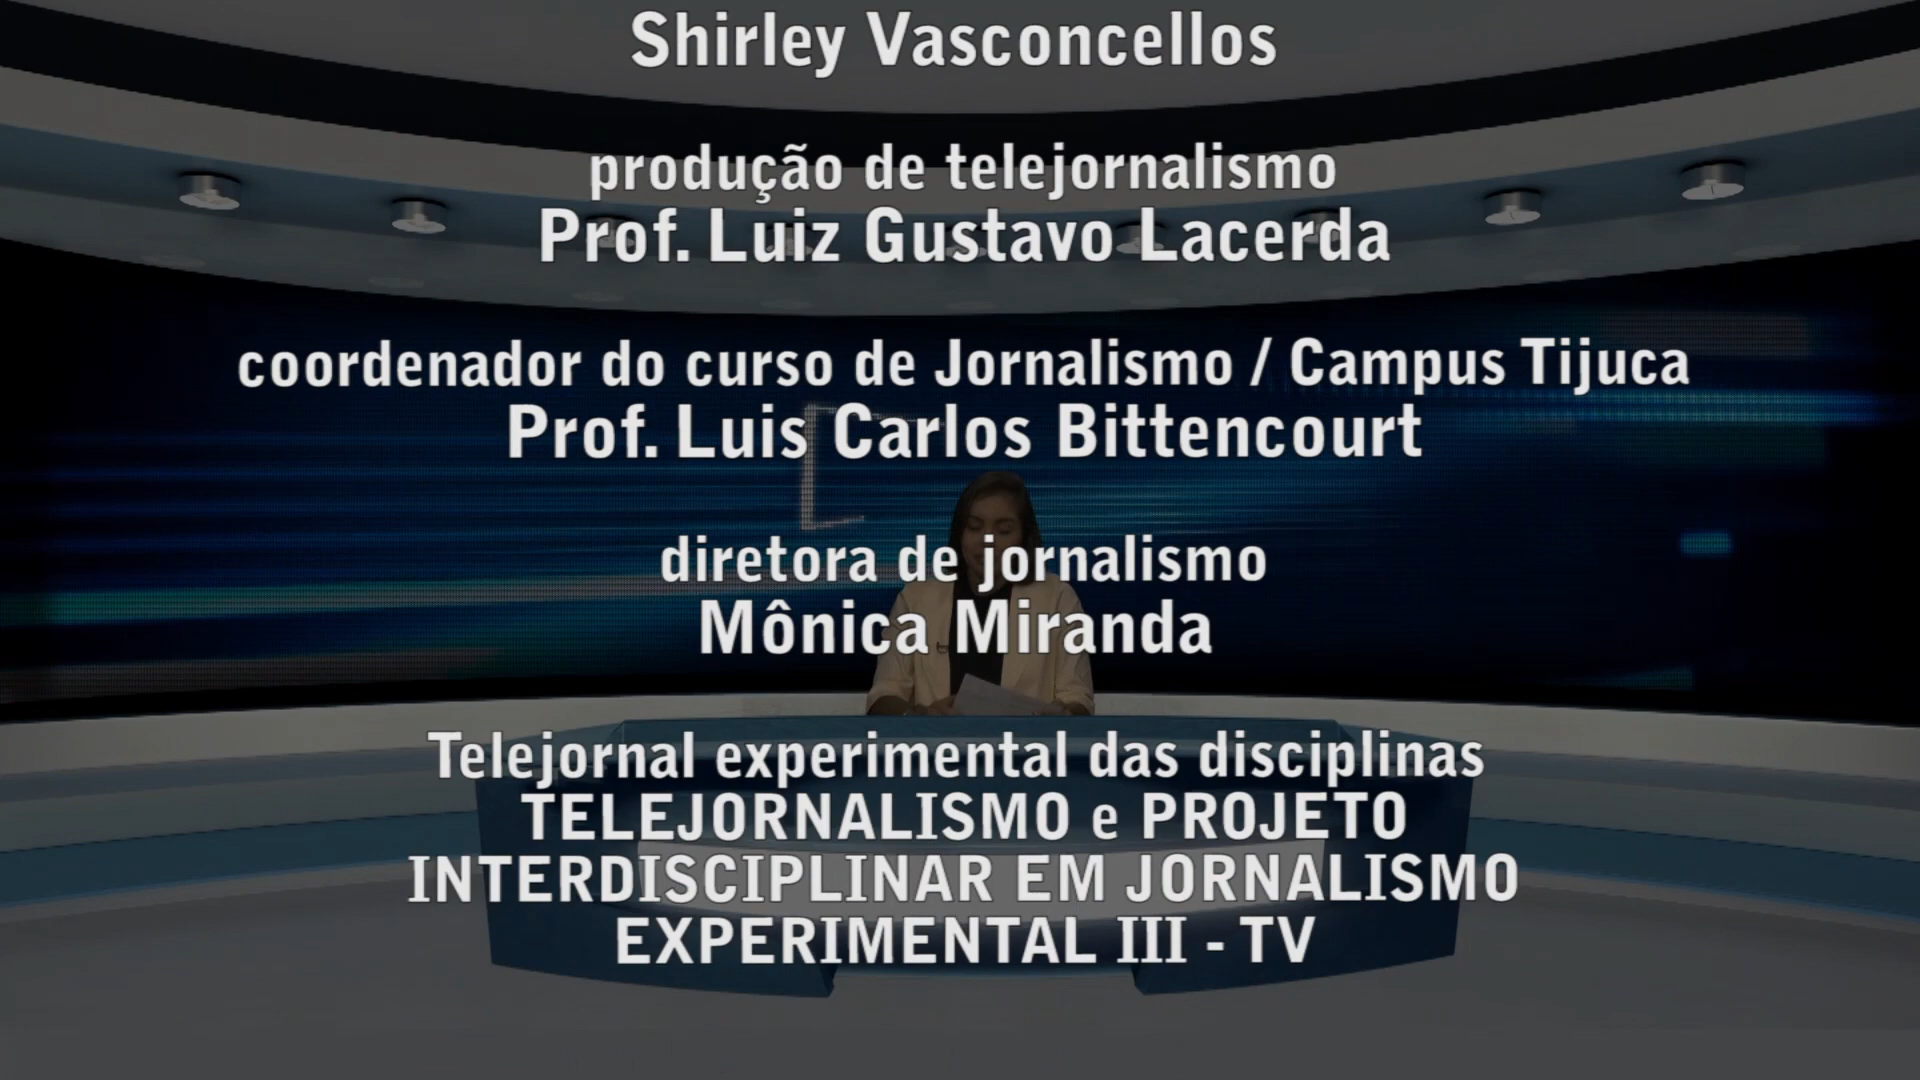 Shirley Vasconcellos
produção de telejornalismo
Prof. Luiz Gustavo Lacerda
coordenador do curso de Jornalismo / Campus Tijuca
Prof. Luis Carlos Bittencourt
diretora de jornalismo
Mônica Miranda
Telejornal experimental das disciplinas
TELEJORNALISMO e PROJETO
INTERDISCIPLINAR EM JORNALISMO
EXPERIMENTAL III - TV